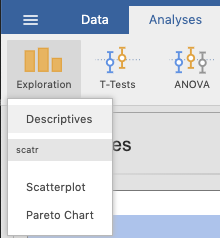 Data Analyses
Exploration T-Tests ANOVA
Descriptives
scatr
es
Scatterplot
Pareto Chart